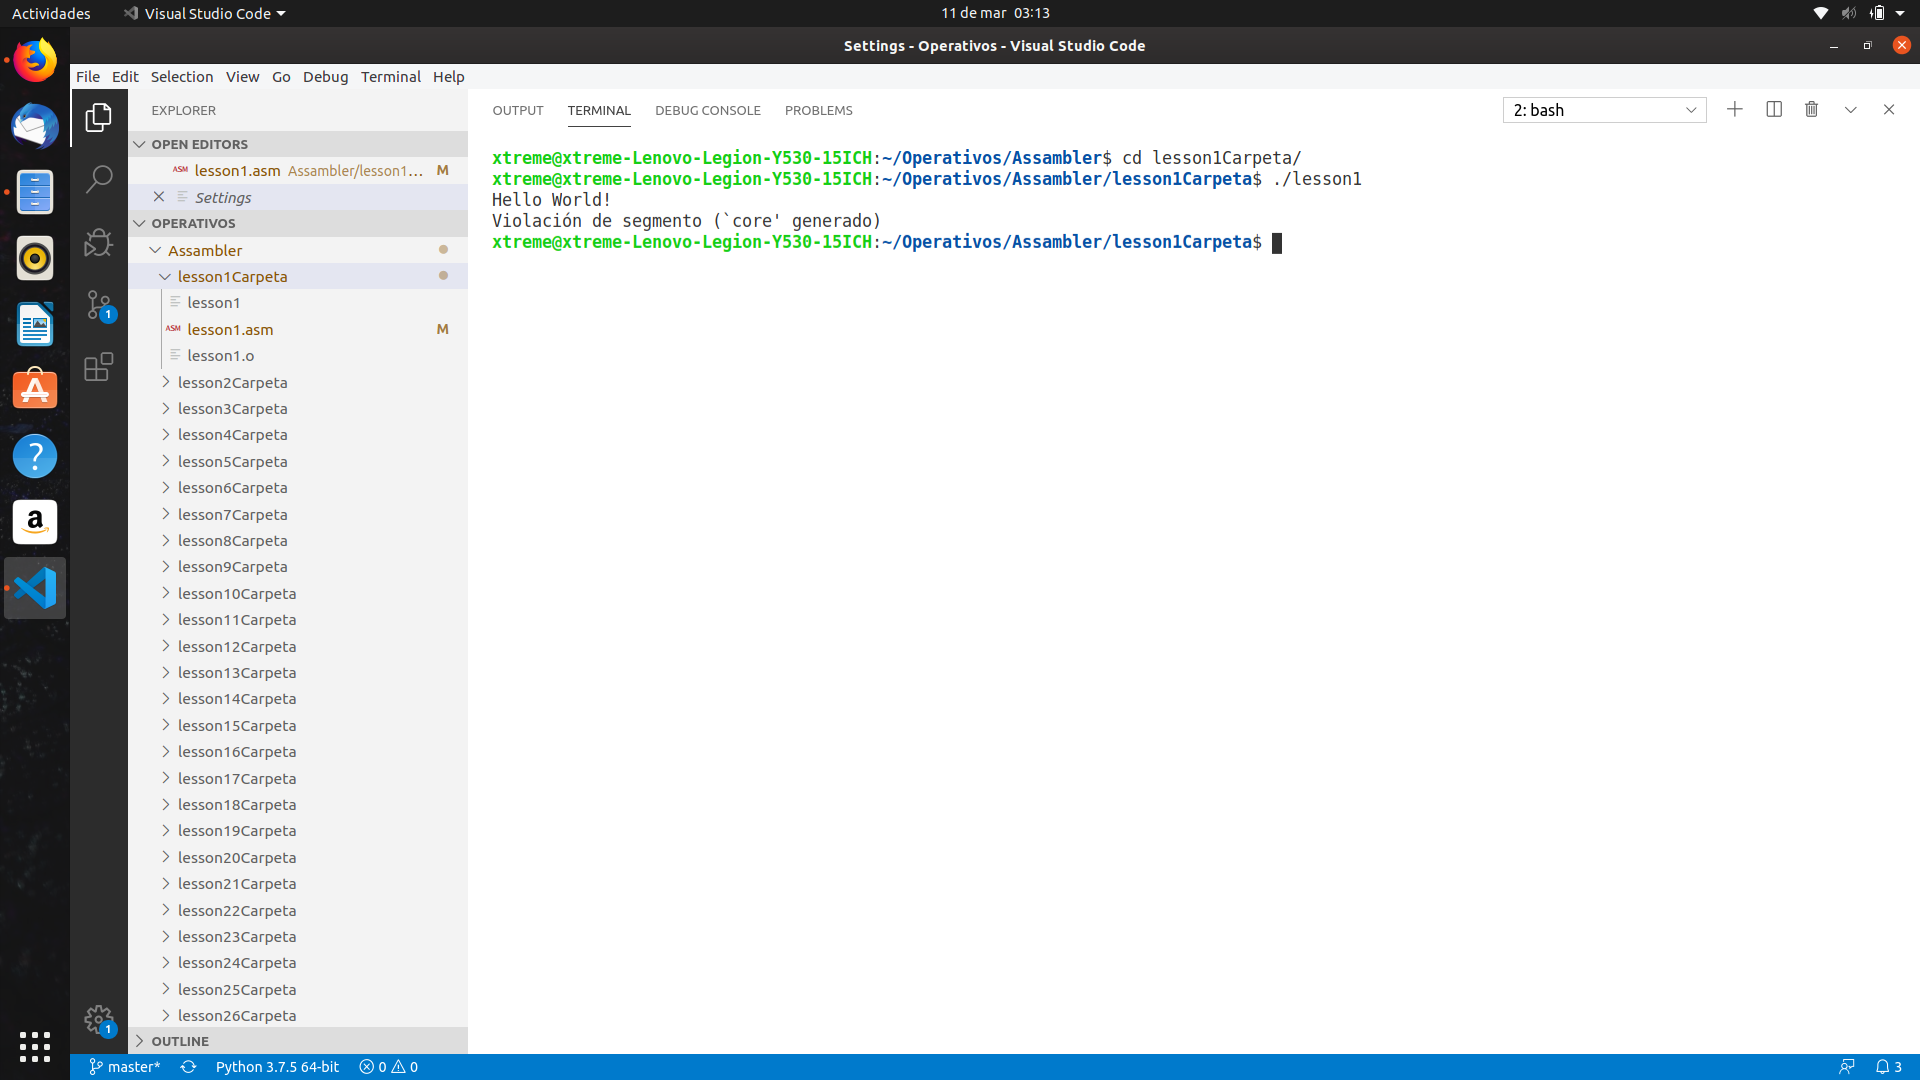 Actividades
Visual Studio Code
11 de mar 03:13
Settings - Operativos - Visual Studio Code
File Edit Selection View Go Debug Terminal Help
EXPLORER
OPEN EDITORS
ASM lesson1.asm Assambler/lesson1... M
Settings
OPERATIVOS
Assambler
lesson1Carpeta
lesson1
ASM lesson1.asm M
lesson1.o
lesson2Carpeta
lesson3Carpeta
lesson4Carpeta
lesson5Carpeta
lesson6Carpeta
lesson7Carpeta
lesson8Carpeta
lesson9Carpeta
lesson10Carpeta
lesson11Carpeta
lesson12Carpeta
lesson13Carpeta
lesson14Carpeta
lesson15Carpeta
lesson16Carpeta
lesson17Carpeta
lesson18Carpeta
lesson19Carpeta
lesson20Carpeta
lesson21Carpeta
lesson22Carpeta
lesson23Carpeta
lesson24Carpeta
lesson25Carpeta
lesson26Carpeta
OUTLINE
OUTPUT TERMINAL DEBUG CONSOLE PROBLEMS
2: bash
xtreme@xtreme-Lenovo-Legion-Y530-15ICH:~/Operativos/Assambler$ cd lesson1Carpeta/
xtreme@xtreme-Lenovo-Legion-Y530-15ICH:~/Operativos/Assambler/lesson1Carpeta$ ./lesson1
Hello World!
Violación de segmento (`core' generado)
xtreme@xtreme-Lenovo-Legion-Y530-15ICH:~/Operativos/Assambler/lesson1Carpeta$
1
1
?
a
master* Python 3.7.5 64-bit 0 0 3